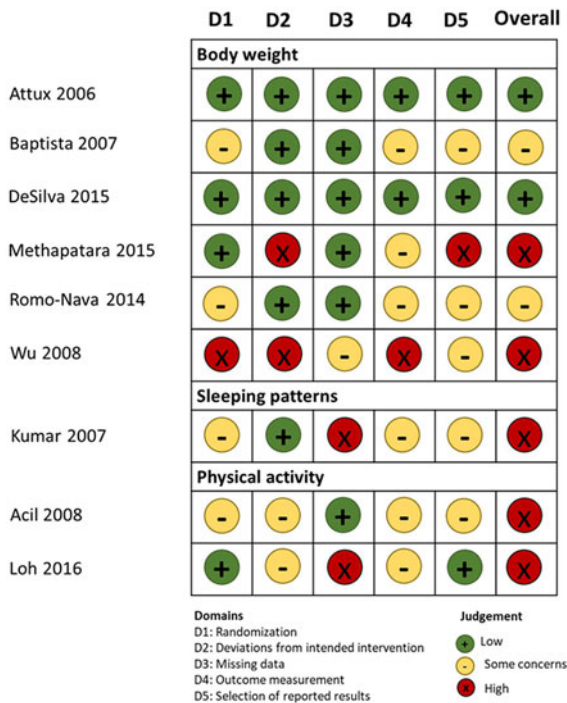 D1 D2 D3 D4 D5 Overall
Body weight
Attux 2006 + + + + + +
Baptista 2007 - + + - - -
DeSilva 2015 + + + + + +
Methapatara 2015 + X + - X X
Romo-Nava 2014 - + + - - -
Wu 2008 X X - X - X
Sleeping patterns
Kumar 2007 - + X - - X
Physical activity
Acil 2008 - - + - - X
Loh 2016 + - X - + X
Domains
D1: Randomization
D2: Deviations from intended intervention
D3: Missing data
D4: Outcome measurement
D5: Selection of reported results
Judgement
+ Low
- Some concerns
X High